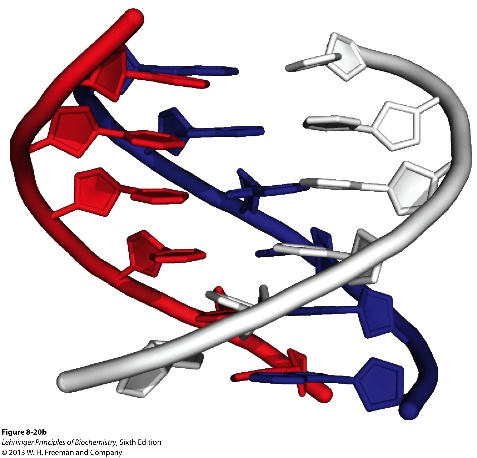 Figure 8-20b
Lehninger Principles of Biochemistry, Sixth Edition
© 2013 W. H. Freeman and Company